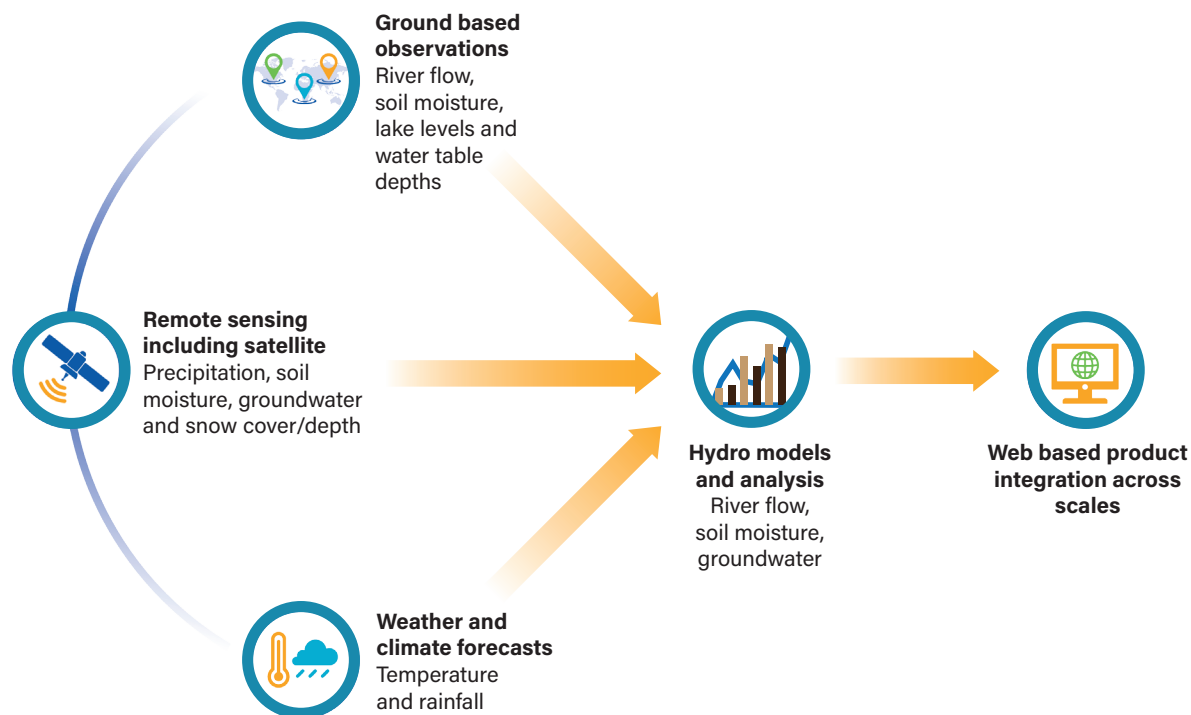 Ground based
observations
River flow,
soil moisture,
lake levels and
water table
depths
Remote sensing
including satellite
Precipitation, soil
moisture, groundwater
and snow cover/depth
Weather and
climate forecasts
Temperature
and rainfall
Hydro models
and analysis
River flow,
soil moisture,
groundwater
Web based product
integration across
scales